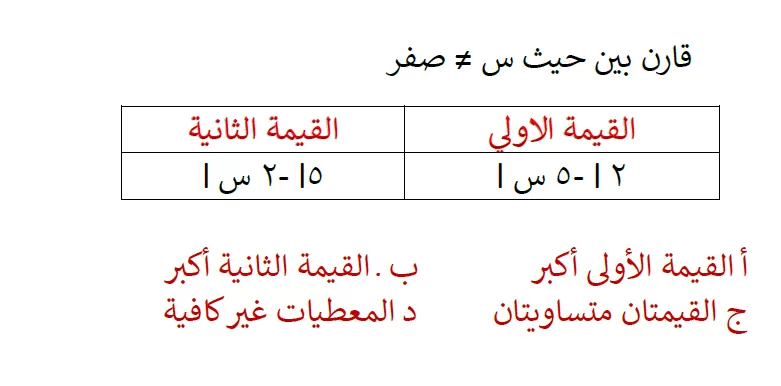 قارن بين حيث س ≠ صفر
القيمة الاولي القيمة الثانية
٢ | -٥ س | ٥| -٢ س |
أ القيمة الأولى أكبر ب . القيمة الثانية أكبر
ج القيمتان متساويتان د المعطيات غير كافية